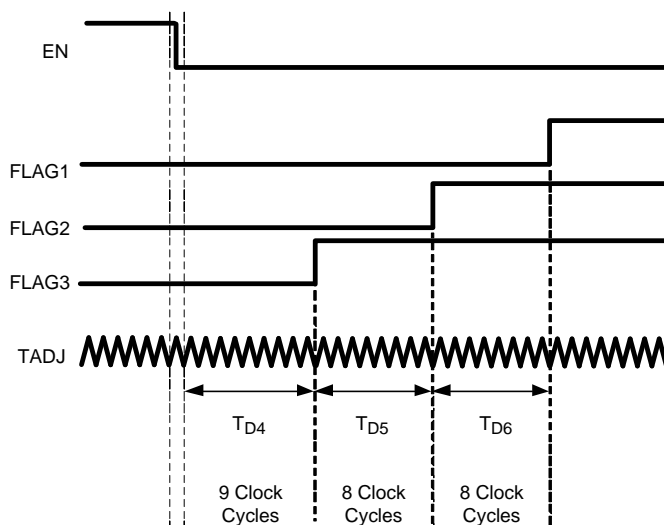 EN
FLAG1
FLAG2
FLAG3
TADJ
TD4
TD5
TD6
9 Clock
Cycles
8 Clock
Cycles
8 Clock
Cycles